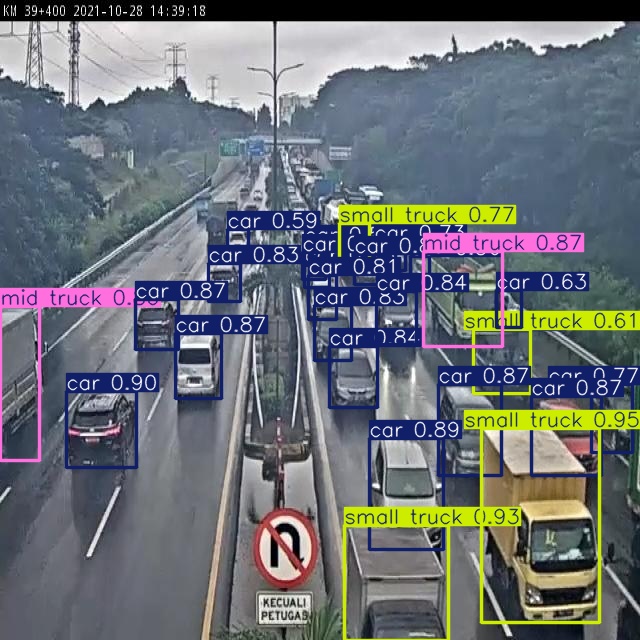 KM 39+400 2021-10-28 14:39:18
car 0.59
small truck 0.77
car 0.83
mid truck 0.87
car 0.81
car 0.63
mid truck
car 0.87
0.84
car 0.87
small truck 0.61
car 0.84
car 0.90
car 0.87
0.77
car 0.87
small truck 0.95
car 0.89
small truck 0.93
KECUALI
PETUGAS